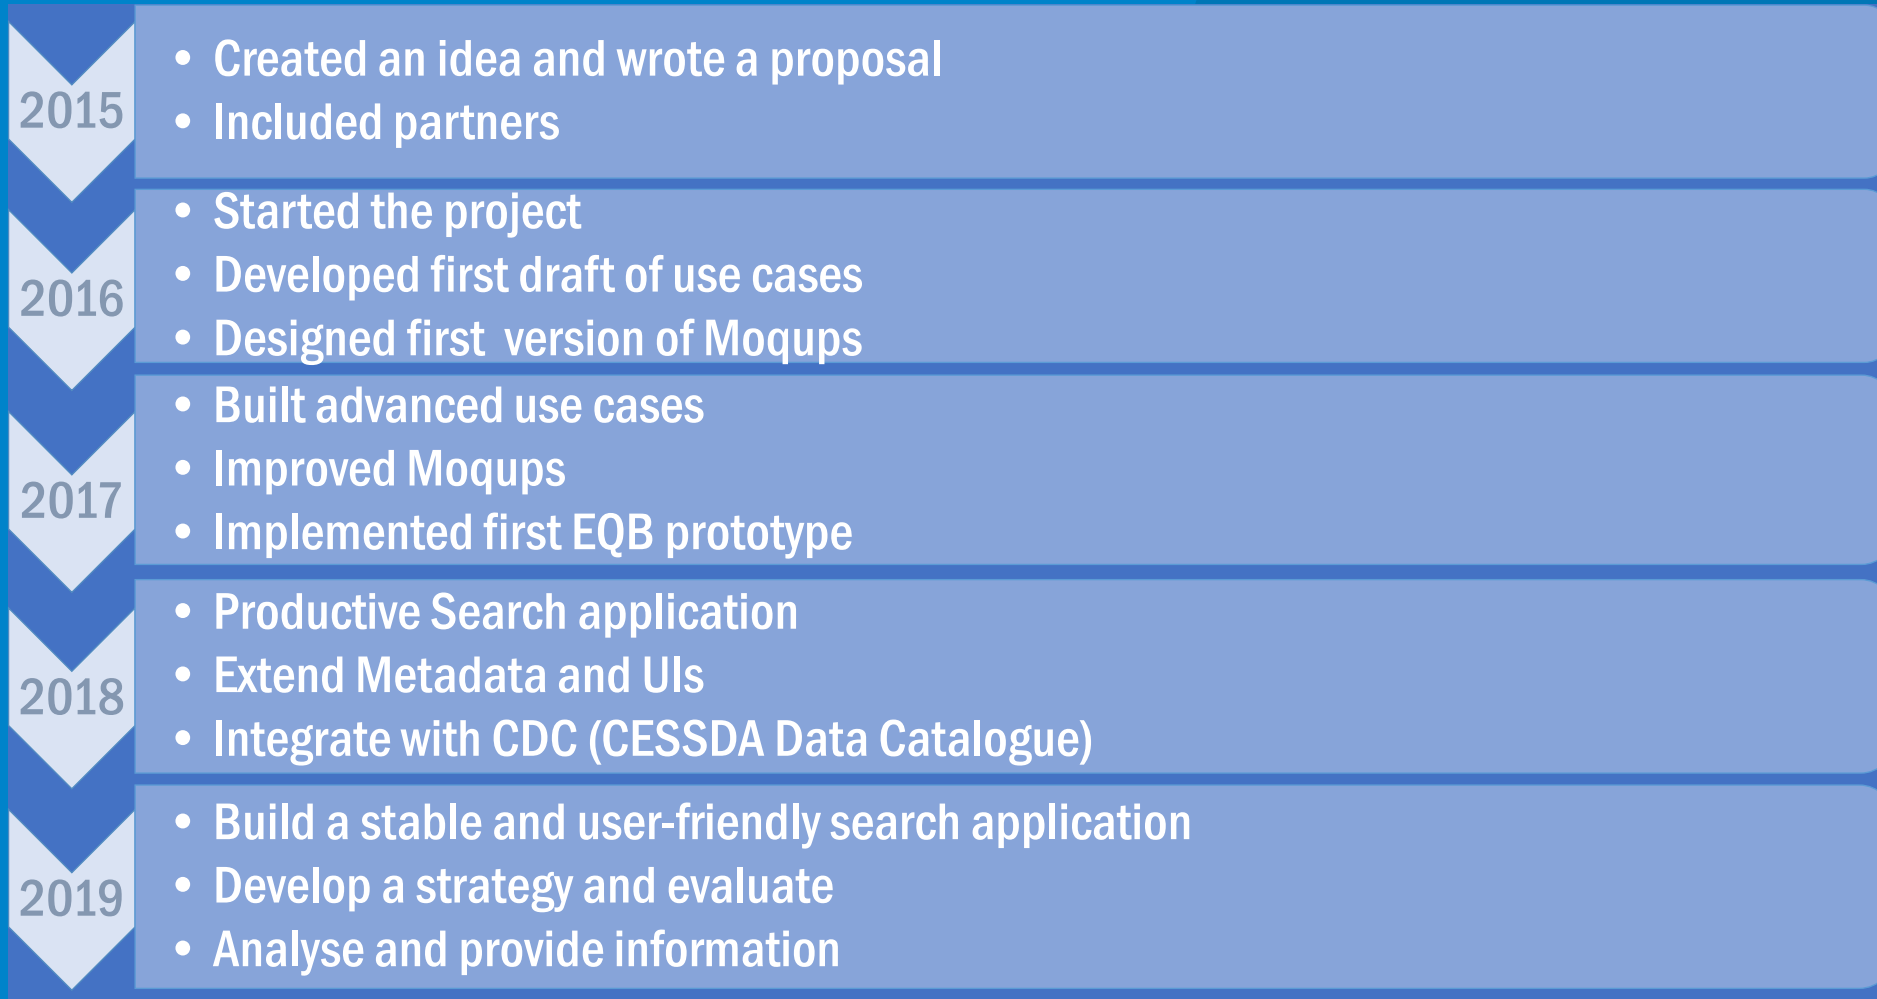 2015
• Created an idea and wrote a proposal
• Included partners
2016
• Started the project
• Developed first draft of use cases
• Designed first  version of Moqups
2017
• Built advanced use cases
• Improved Moqups
• Implemented first EQB prototype
2018
• Productive Search application
• Extend Metadata and UIs
• Integrate with CDC (CESSDA Data Catalogue)
2019
• Build a stable and user-friendly search application
• Develop a strategy and evaluate
• Analyse and provide information